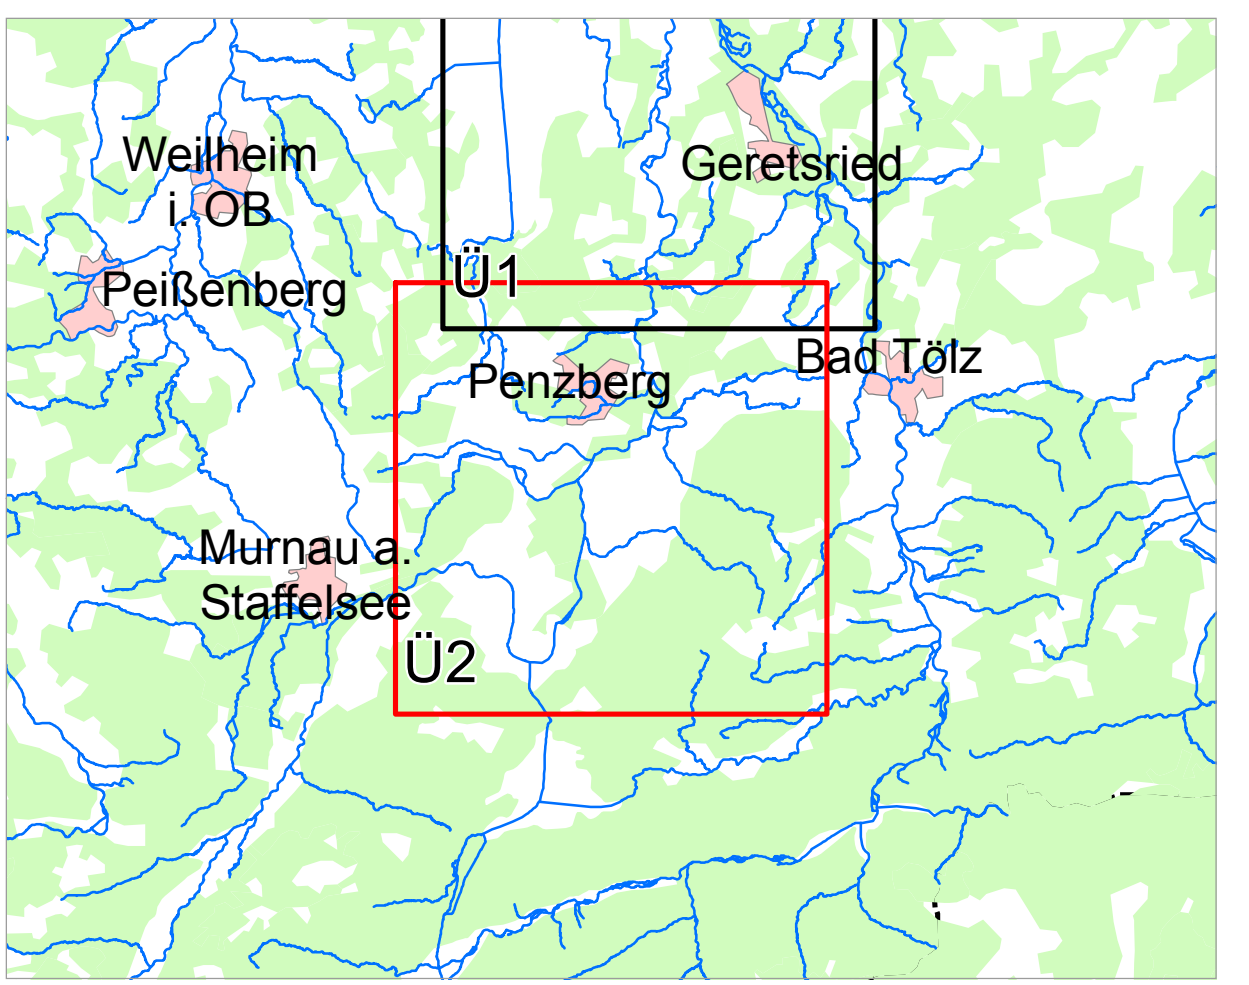 Weilheim
i. OB
Geretsried
Peißenberg
Ü1
Bad Tölz
Penzberg
Murnau a.
Staffelsee
Ü2